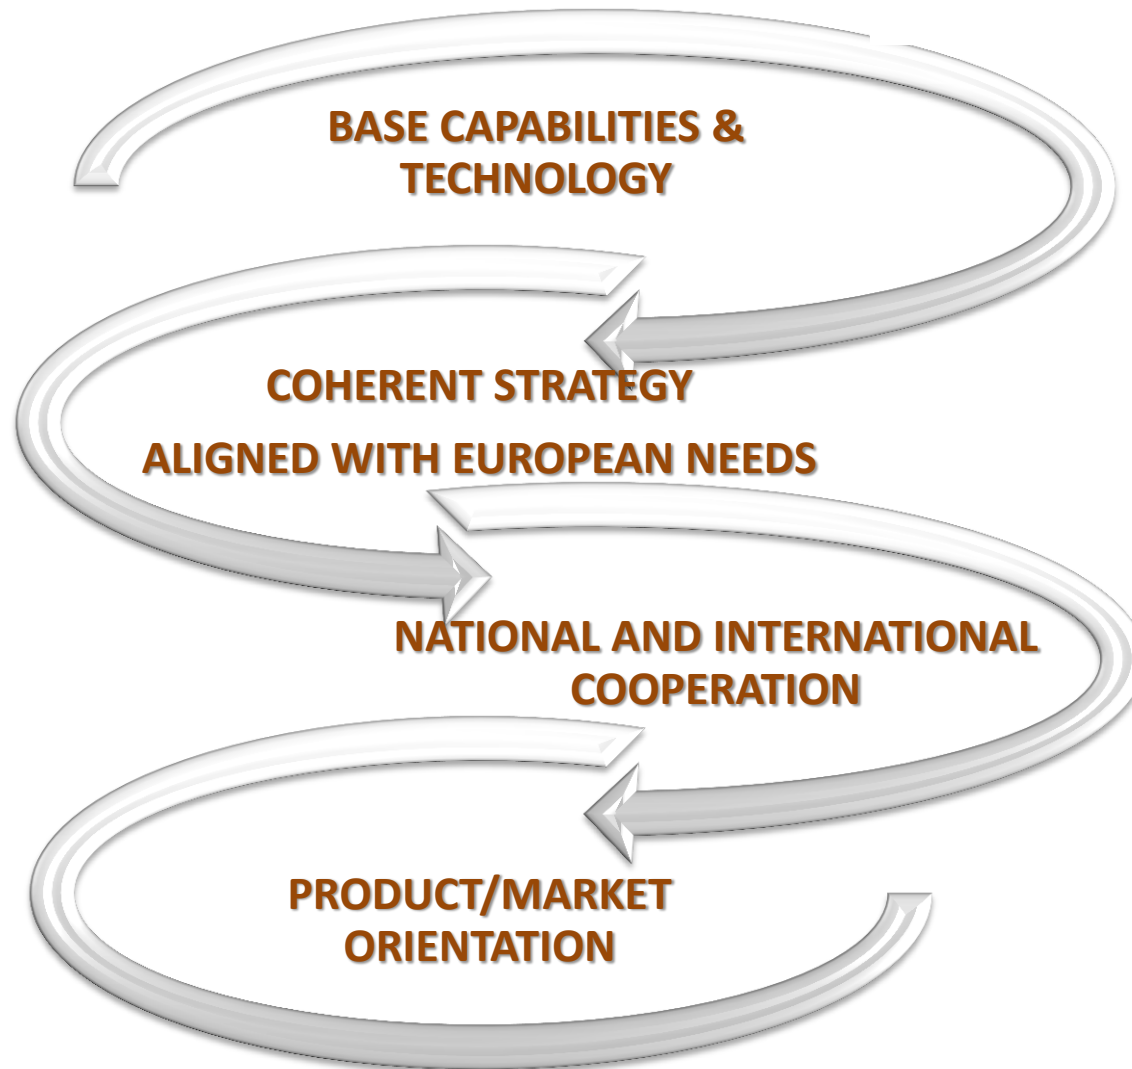 BASE CAPABILITIES &
TECHNOLOGY
COHERENT STRATEGY
ALIGNED WITH EUROPEAN NEEDS
NATIONAL AND INTERNATIONAL
COOPERATION
PRODUCT/MARKET
ORIENTATION